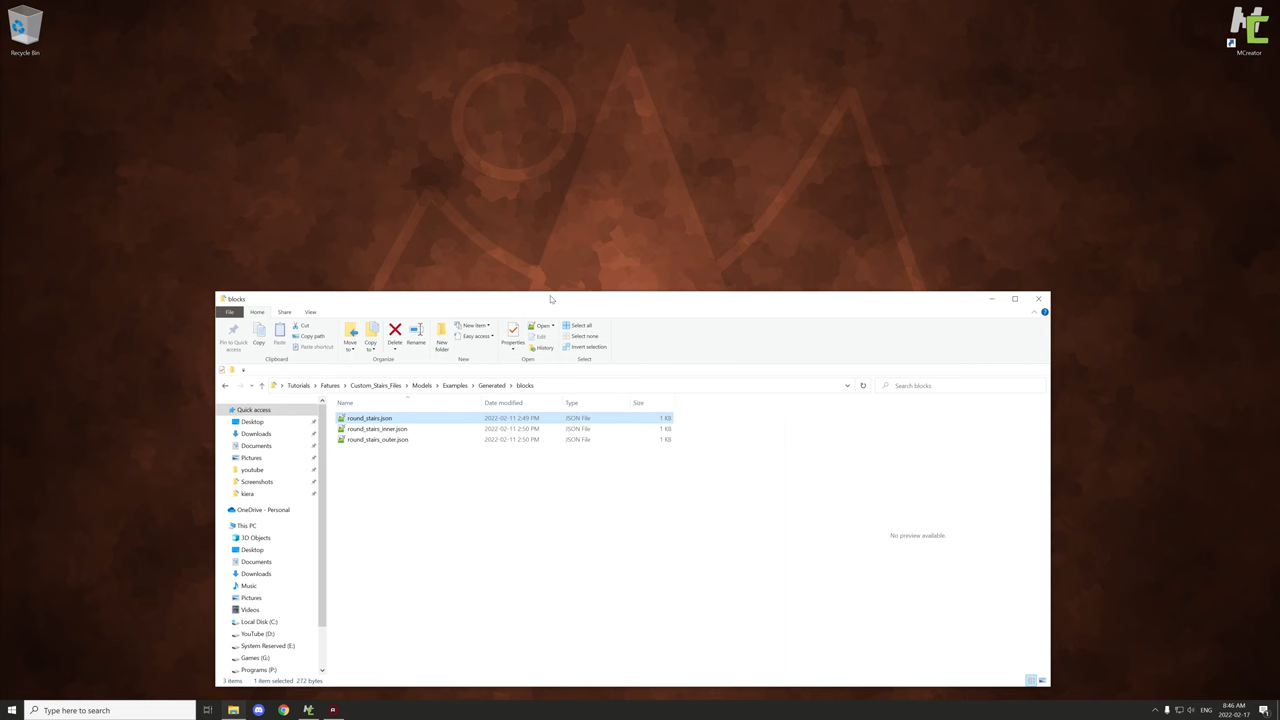 Recycle Bin
MCreator
blocks
File
Home
Share
View
Pin to Quick access
Copy
Paste
Cut
Copy path
Paste shortcut
Clipboard
Move to
Copy to
Delete
Rename
Organize
New folder
New item
Easy access
New
Properties
Open
Edit
History
Open
Select all
Select none
Invert selection
Select
Tutorials > Fatures > Custom_Stairs_Files > Models > Examples > Generated > blocks
Search blocks
Name Date modified Type Size
round_stairs.json 2022-02-11 2:49 PM JSON File 1 KB
round_stairs_inner.json 2022-02-11 2:50 PM JSON File 1 KB
round_stairs_outer.json 2022-02-11 2:50 PM JSON File 1 KB
Quick access
Desktop
Downloads
Documents
Pictures
youtube
Screenshots
kiera
OneDrive - Personal
This PC
3D Objects
Desktop
Documents
Downloads
Music
Pictures
Videos
Local Disk (C:)
YouTube (D:)
System Reserved (E:)
Games (G:)
Programs (P:)
No preview available.
3 items 1 item selected 272 bytes
Type here to search
ENG
8:46 AM
2022-02-17